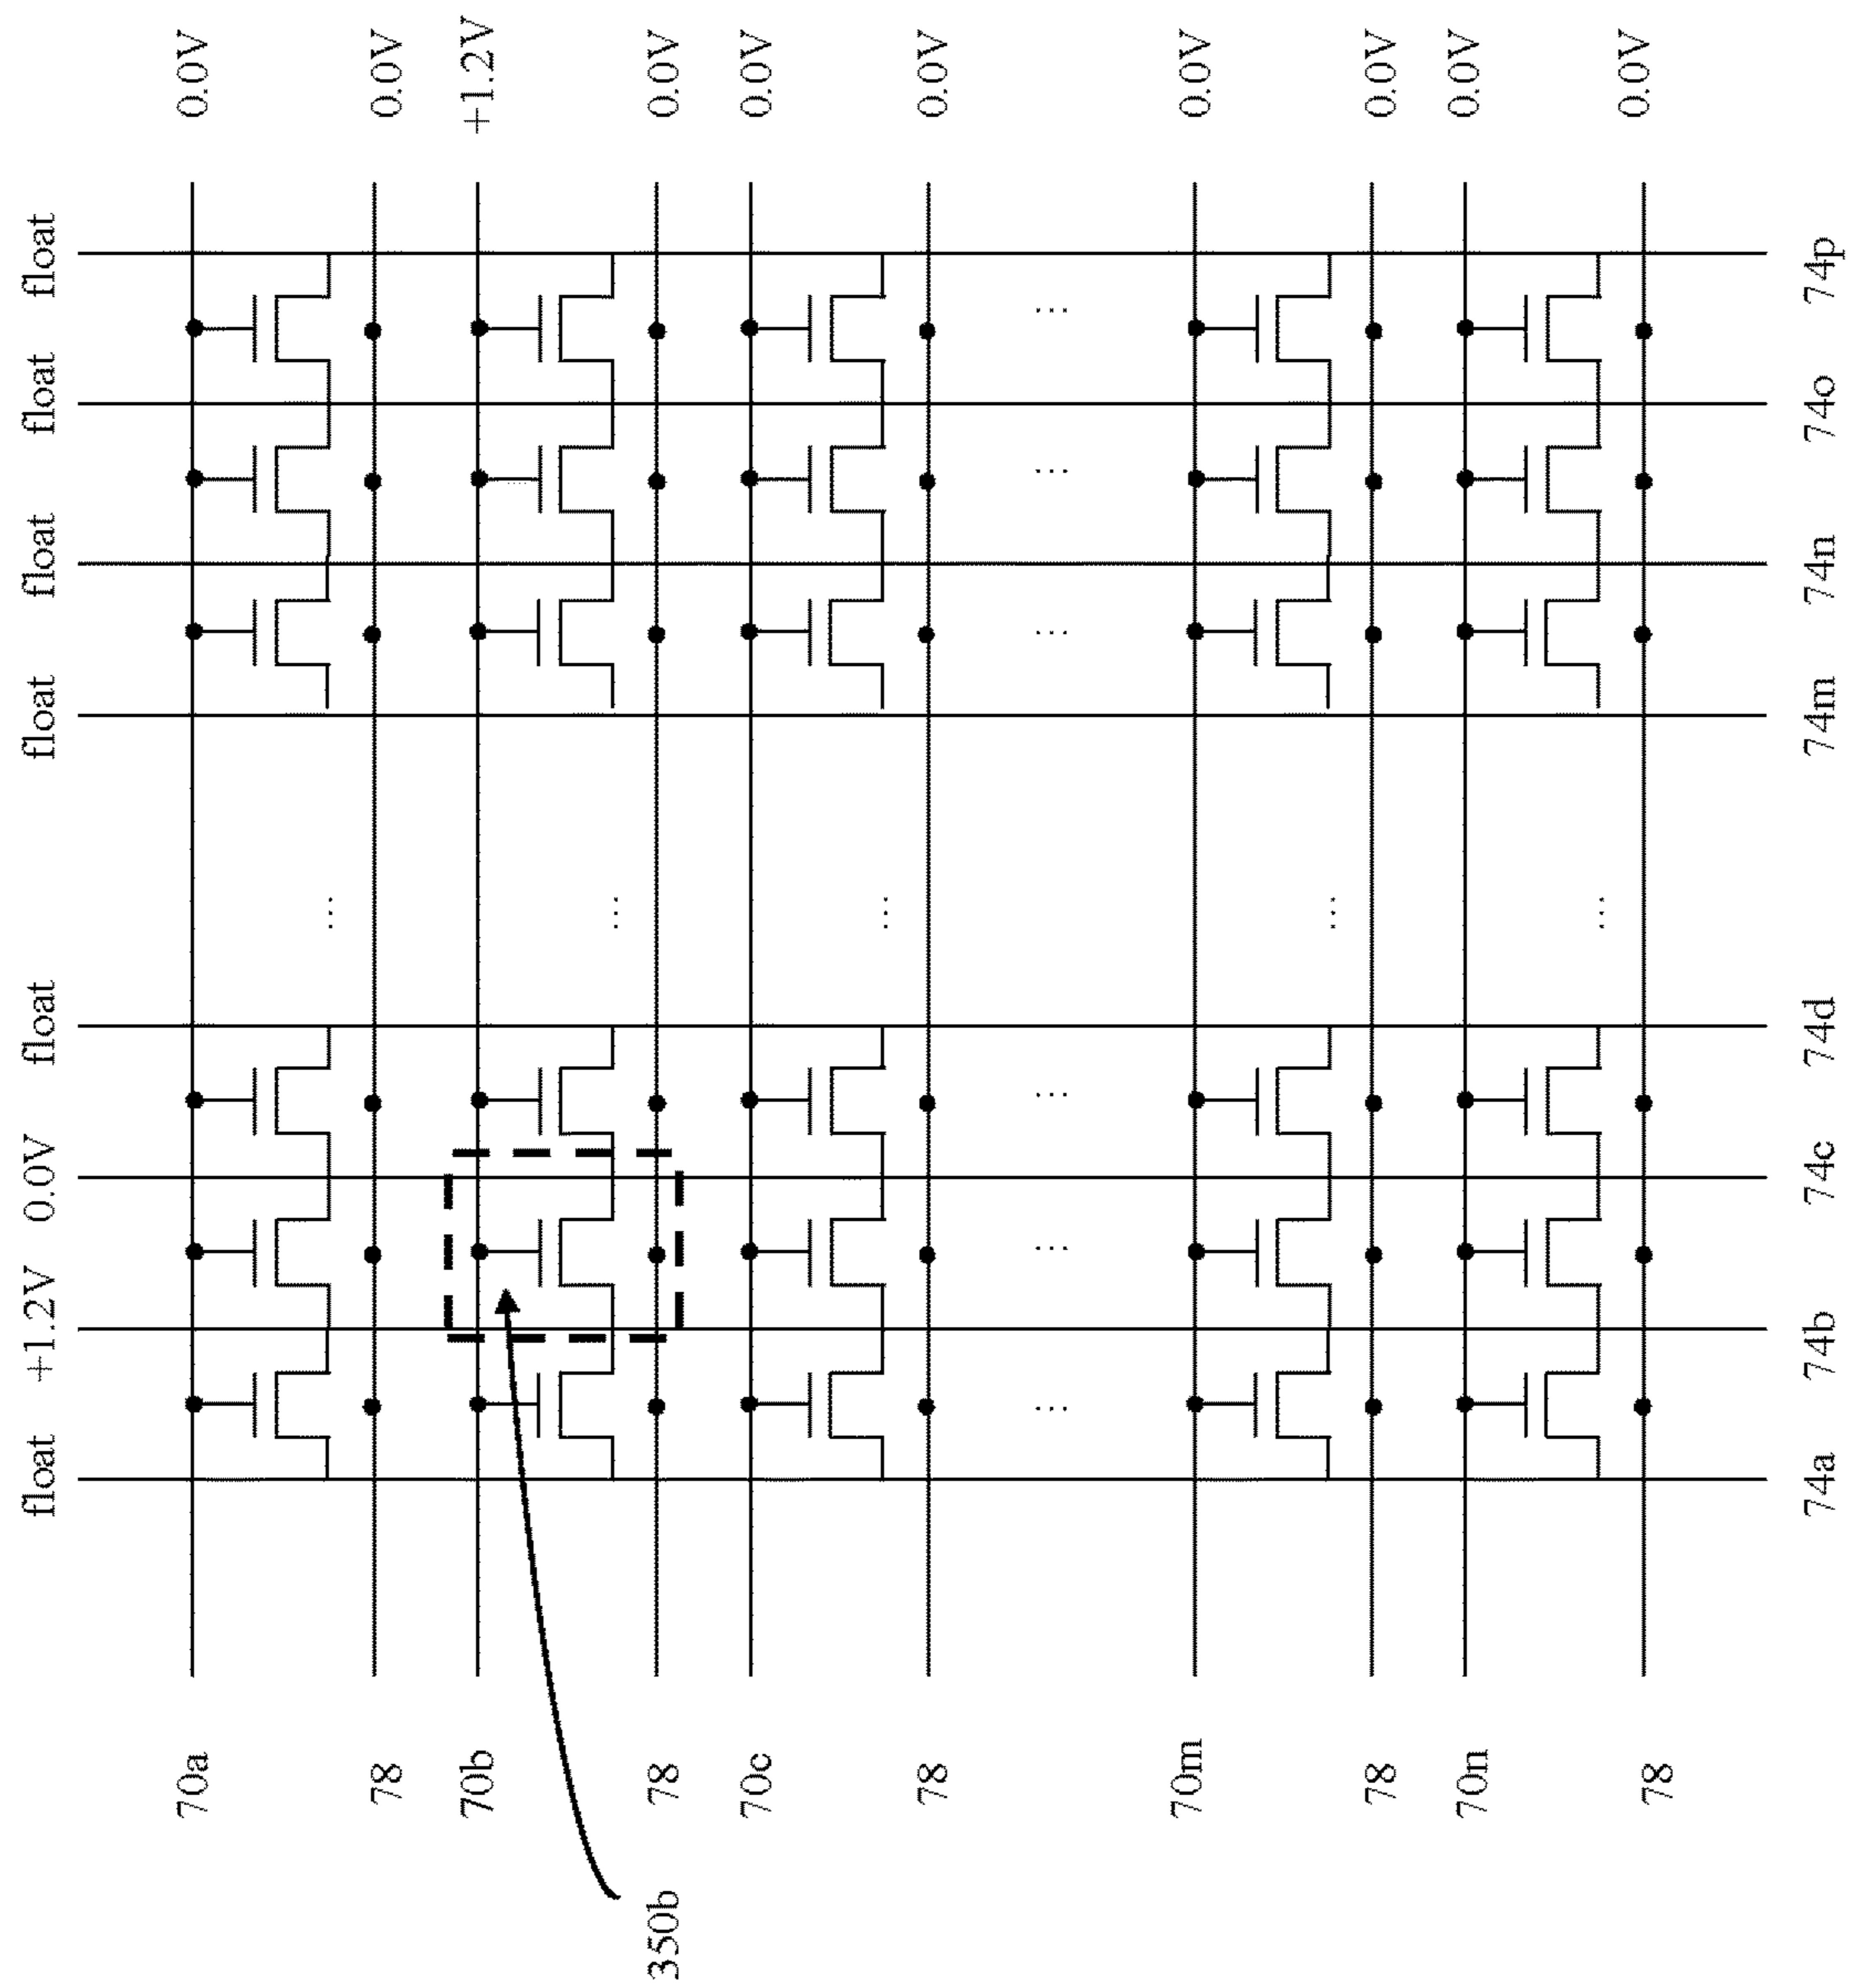 float +1.2V 0.0V float float float float float
70a 0.0V
78 0.0V
70b +1.2V
350b 78 0.0V
70c 0.0V
78 0.0V
70m 0.0V
78 0.0V
70n 0.0V
78 0.0V
74a 74b 74c 74d 74m 74n 74o 74p